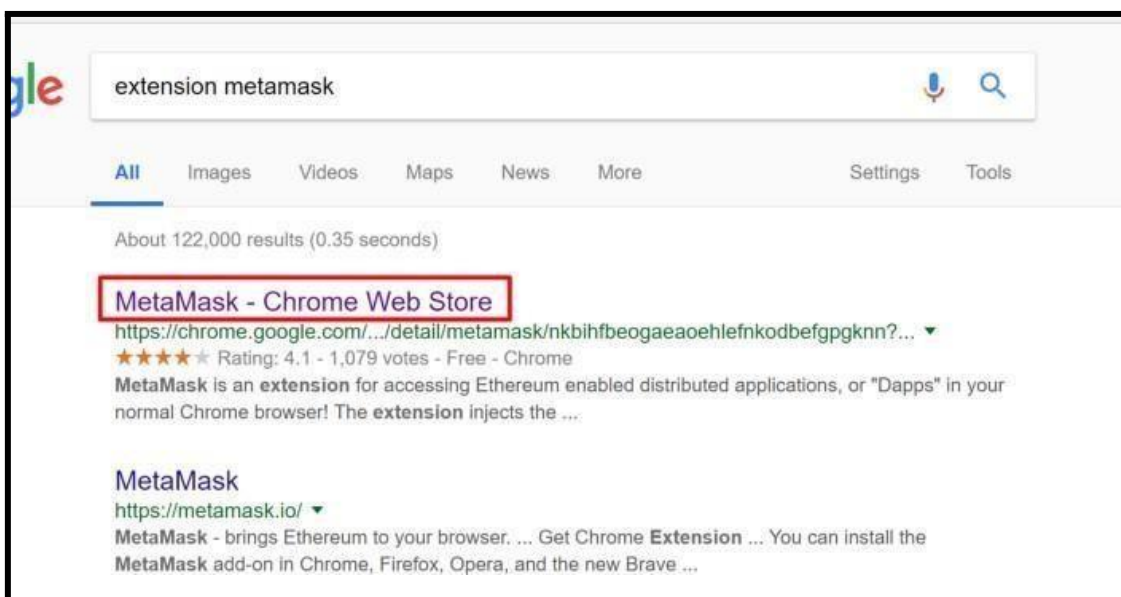 gle
extension metamask
All Images Videos Maps News More Settings Tools
About 122,000 results (0.35 seconds)
MetaMask - Chrome Web Store
https://chrome.google.com/.../detail/metamask/nkbihfbeogaeaoehlefnkodbefgpgknn?...
Rating: 4.1 - 1,079 votes - Free - Chrome
MetaMask is an extension for accessing Ethereum enabled distributed applications, or "Dapps" in your
normal Chrome browser! The extension injects the ...
MetaMask
https://metamask.io/
MetaMask - brings Ethereum to your browser. ... Get Chrome Extension ... You can install the
MetaMask add-on in Chrome, Firefox, Opera, and the new Brave ...